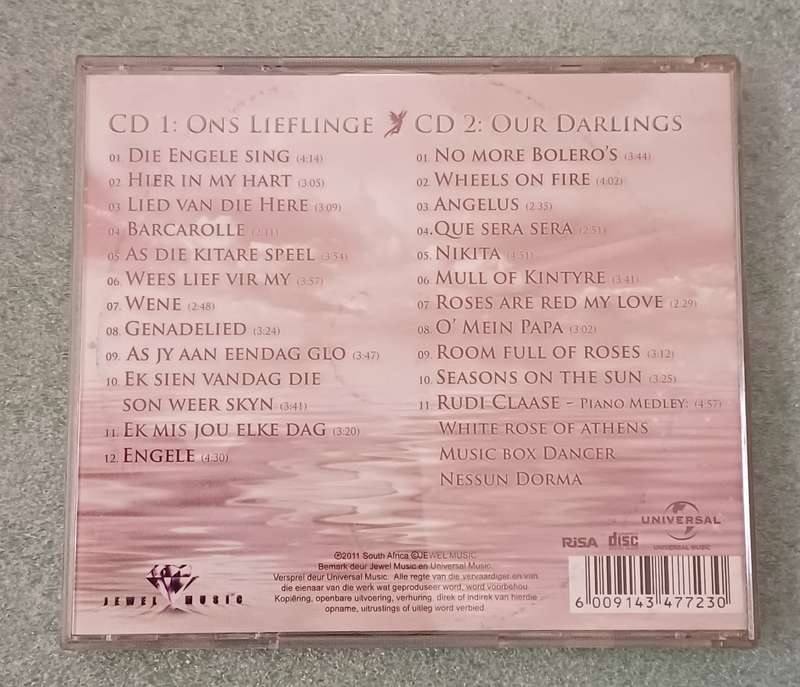 CD 1: ONS LIEFLINGE
01. DIE ENGELE SING (4:14)
02. HIER IN MY HART (3:05)
03. LIED VAN DIE HERE (3:09)
04. BARCAROLLE (2:11)
05. AS DIE KITARE SPEEL (3:54)
06. WEES LIEF VIR MY (3:57)
07. WENE (2:48)
08. GENADELIED (3:24)
09. AS JY AAN EENDAG GLO (3:47)
10. EK SIEN VANDAG DIE
SON WEER SKYN (3:41)
11. EK MIS JOU ELKE DAG (3:20)
12. ENGELE (4:30)
CD 2: OUR DARLINGS
01. NO MORE BOLERO'S (3:44)
02. WHEELS ON FIRE (4:02)
03. ANGELUS (2:35)
04. QUE SERA SERA (2:51)
05. NIKITA (4:51)
06. MULL OF KINTYRE (3:41)
07. ROSES ARE RED MY LOVE (2:29)
08. O' MEIN PAPA (3:02)
09. ROOM FULL OF ROSES (3:12)
10. SEASONS ON THE SUN (3:25)
11. RUDI CLAASE - PIANO MEDLEY: (4:57)
WHITE ROSE OF ATHENS
MUSIC BOX DANCER
NESSUN DORMA
JEWEL MUSIC
℗2011 South Africa ©JEWEL MUSIC
Bemark deur Jewel Music en Universal Music.
Versprei deur Universal Music. Alle regte van die vervaardiger en van
die eienaar van die werk wat geproduseer word, word voorbehou.
Kopiëring, openbare uitvoering, verhuring, direk of indirek van hierdie
opname, uitrustings of uitleg word verbied.
RiSA
disc
UNIVERSAL
UNIVERSAL MUSIC
6 009143 477230